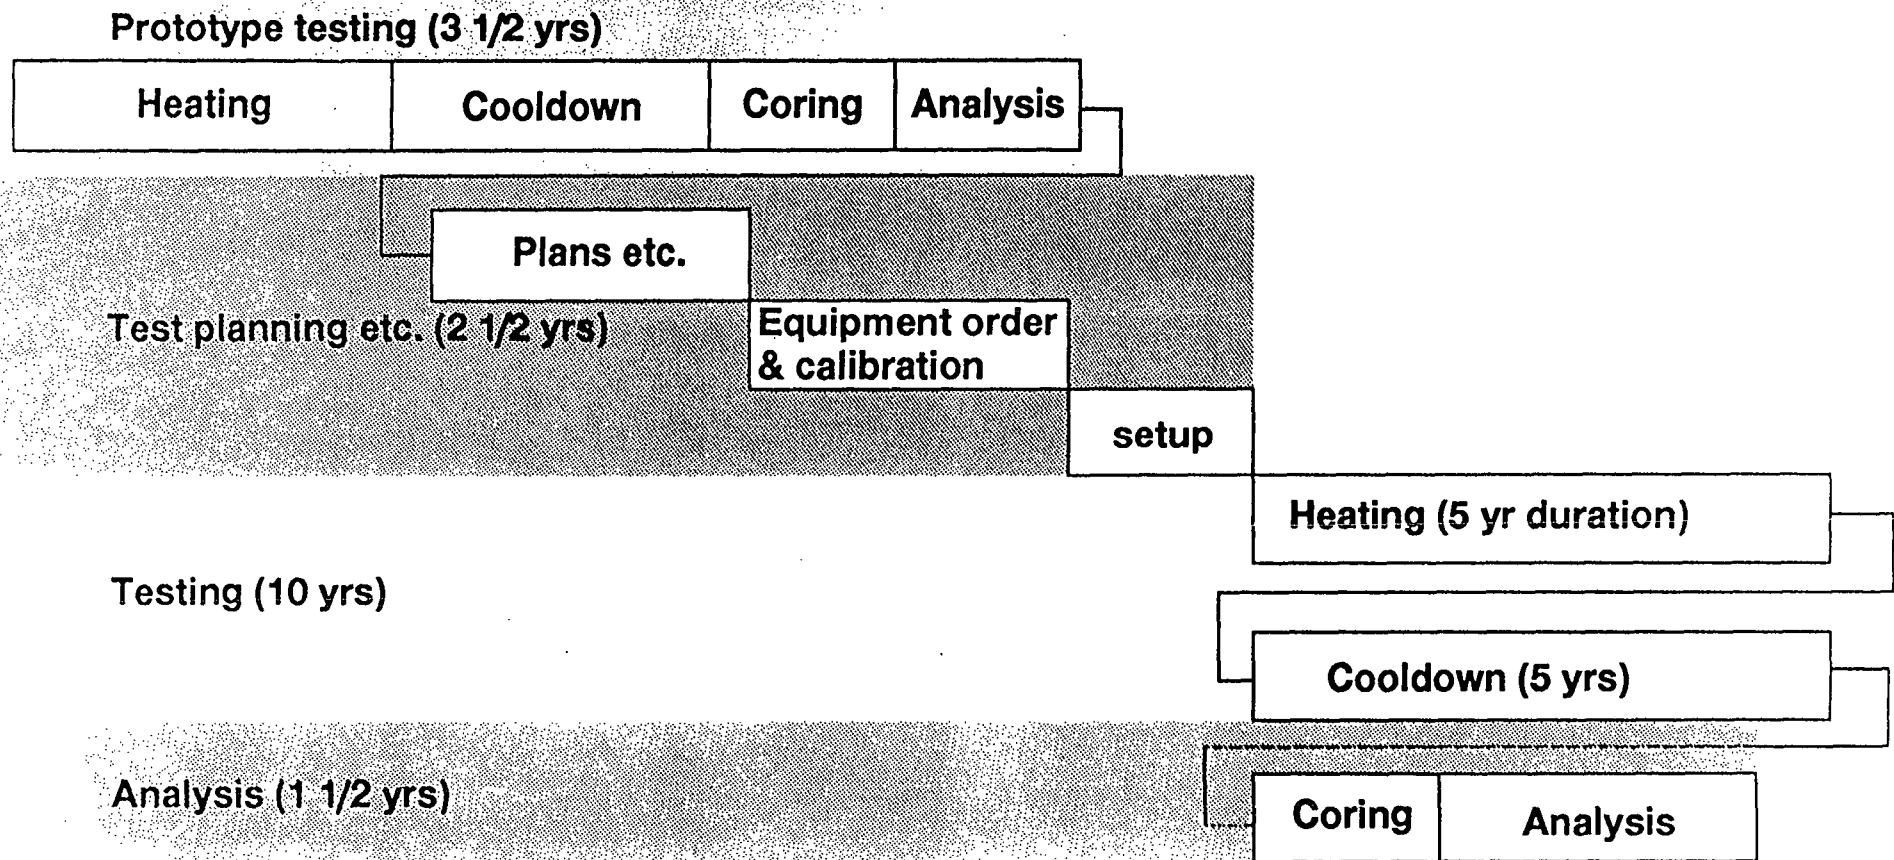 Prototype testing (3 1/2 yrs)
Heating
Cooldown
Coring
Analysis
Plans etc.
Test planning etc. (2 1/2 yrs)
Equipment order
& calibration
setup
Heating (5 yr duration)
Testing (10 yrs)
Cooldown (5 yrs)
Analysis (1 1/2 yrs)
Coring
Analysis